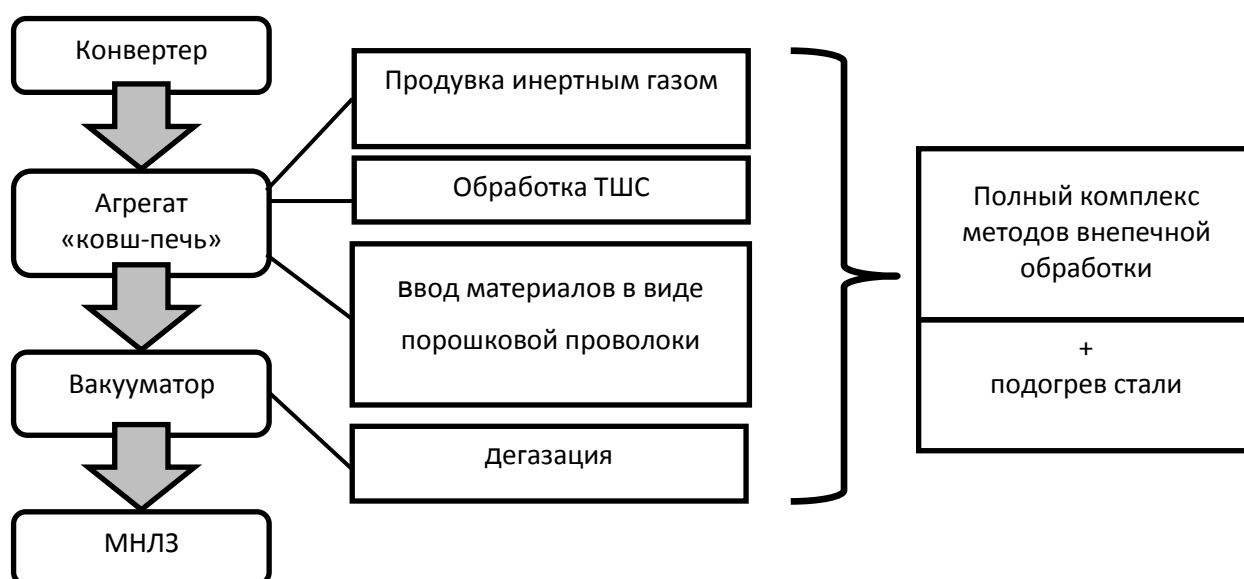 Конвертер
Агрегат
«ковш-печь»
Вакууматор
МНЛЗ
Продувка инертным газом
Обработка ТШС
ввод материалов в виде
порошковой проволоки
дегазация
Полный комплекс
методов внепечной
обработки
+
подогрев стали